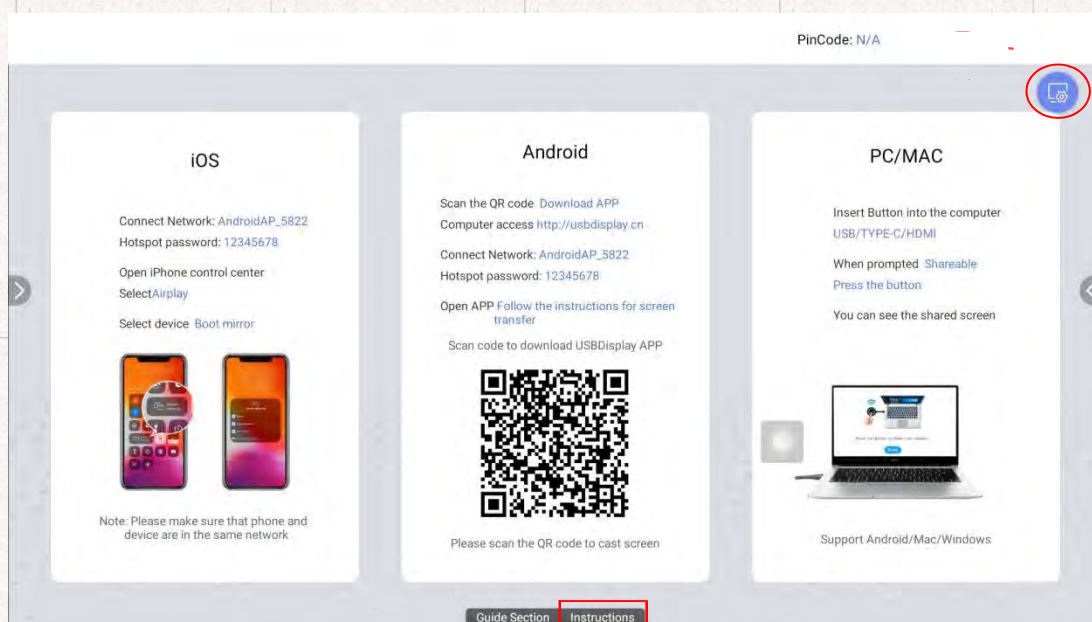 PinCode: N/A
iOS
Connect Network: AndroidAP_5822
Hotspot password: 12345678
Open iPhone control center
SelectAirplay
Select device Boot mirror
Note: Please make sure that phone and
device are in the same network
Android
Scan the QR code Download APP
Computer access http://usbdisplay.cn
Connect Network: AndroidAP_5822
Hotspot password: 12345678
Open APP Follow the instructions for screen
transfer
Scan code to download USBDisplay APP
Please scan the QR code to cast screen
PC/MAC
Insert Button into the computer
USB/TYPE-C/HDMI
When prompted Shareable
Press the button
You can see the shared screen
Support Android/Mac/Windows
Guide Section Instructions